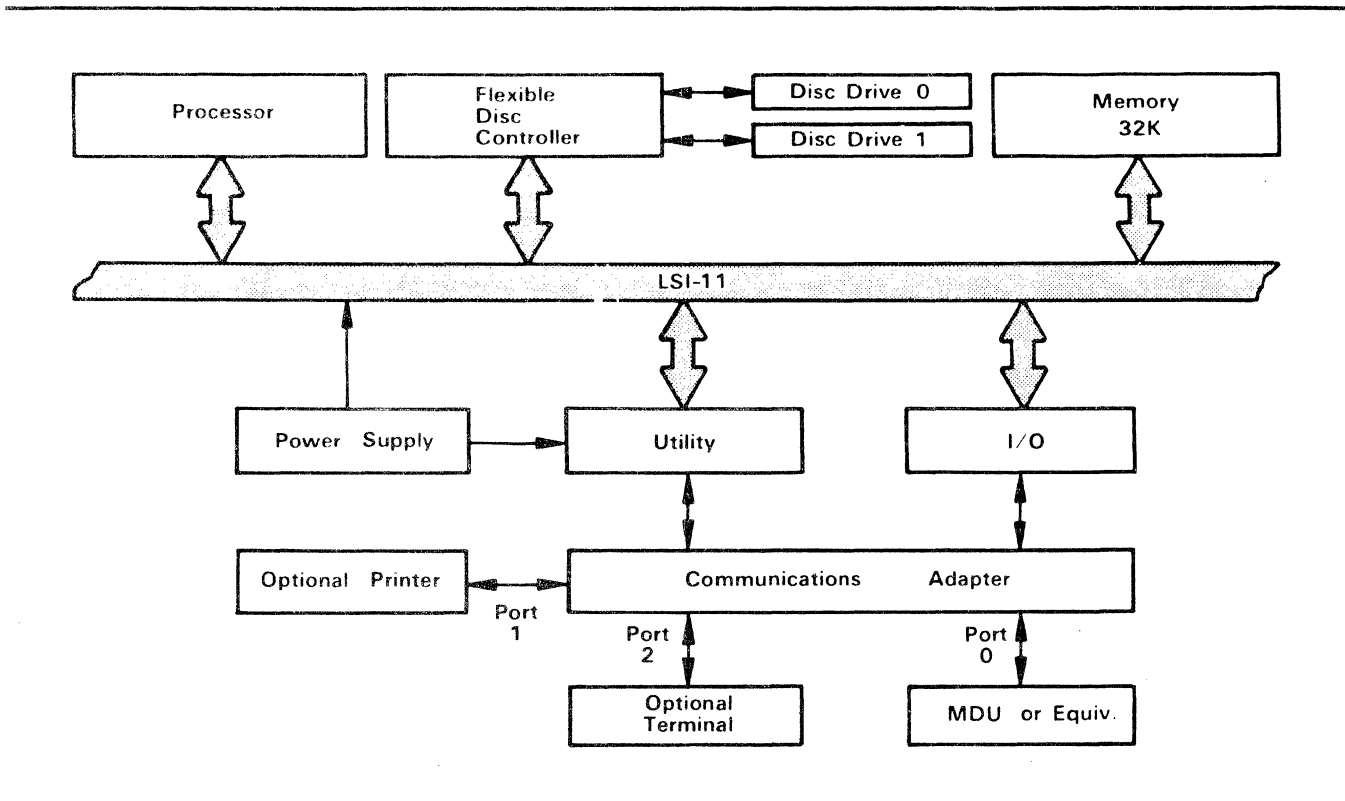 Processor
Flexible
Disc
Controller
Disc Drive 0
Disc Drive 1
Memory
32K
LSI-11
Power Supply
Utility
I/O
Optional Printer
Communications Adapter
Port
1
Port
2
Port
0
Optional
Terminal
MDU or Equiv.